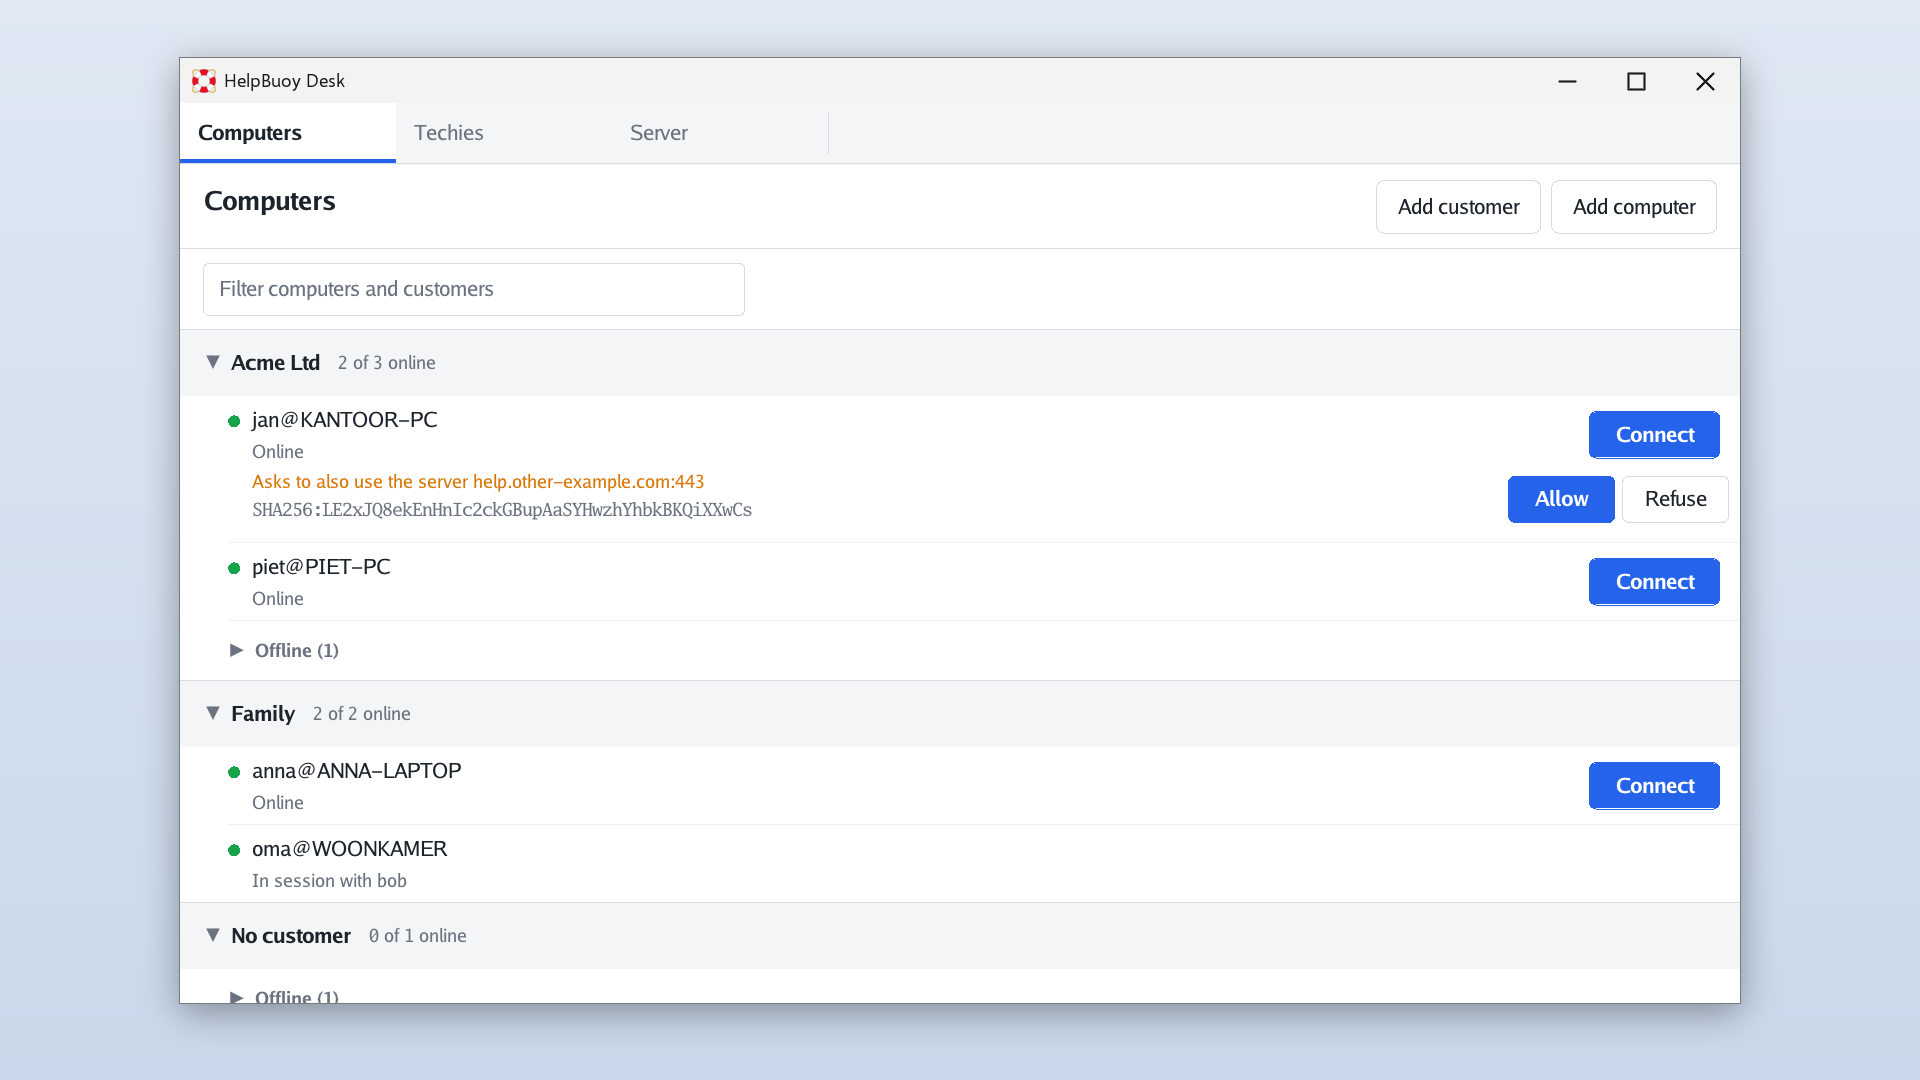 HelpBuoy Desk
Computers
Techies
Server
Computers
Add customer
Add computer
Filter computers and customers
Acme Ltd 2 of 3 online
jan@KANTOOR-PC
Online
Connect
Asks to also use the server help.other-example.com:443
SHA256:LE2xJQ8ekEnHnIc2ckGBupAaSYHwzhYhbkBKQiXXwCs
Allow
Refuse
piet@PIET-PC
Online
Connect
Offline (1)
Family 2 of 2 online
anna@ANNA-LAPTOP
Online
Connect
oma@WOONKAMER
In session with bob
No customer 0 of 1 online
Offline (1)